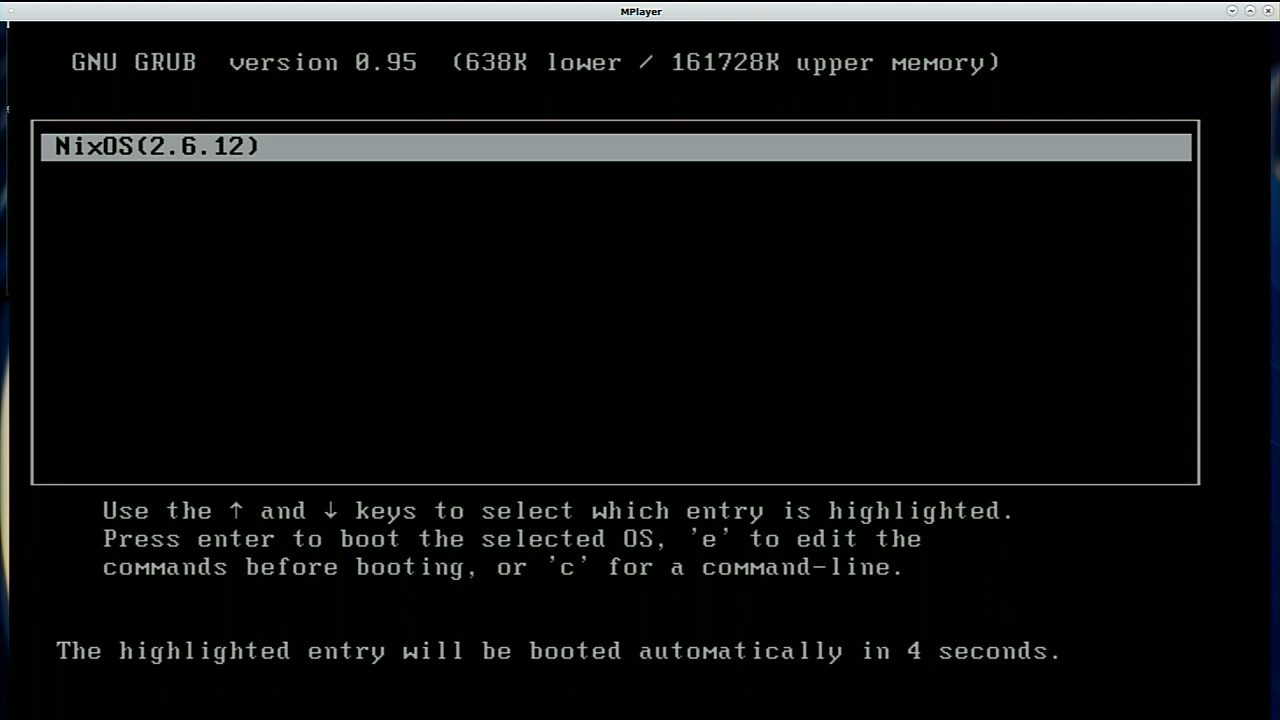 MPlayer
GNU GRUB version 0.95 (638K lower / 161728K upper memory)
NixOS(2.6.12)
Use the ↑ and ↓ keys to select which entry is highlighted.
Press enter to boot the selected OS, 'e' to edit the
commands before booting, or 'c' for a command-line.
The highlighted entry will be booted automatically in 4 seconds.